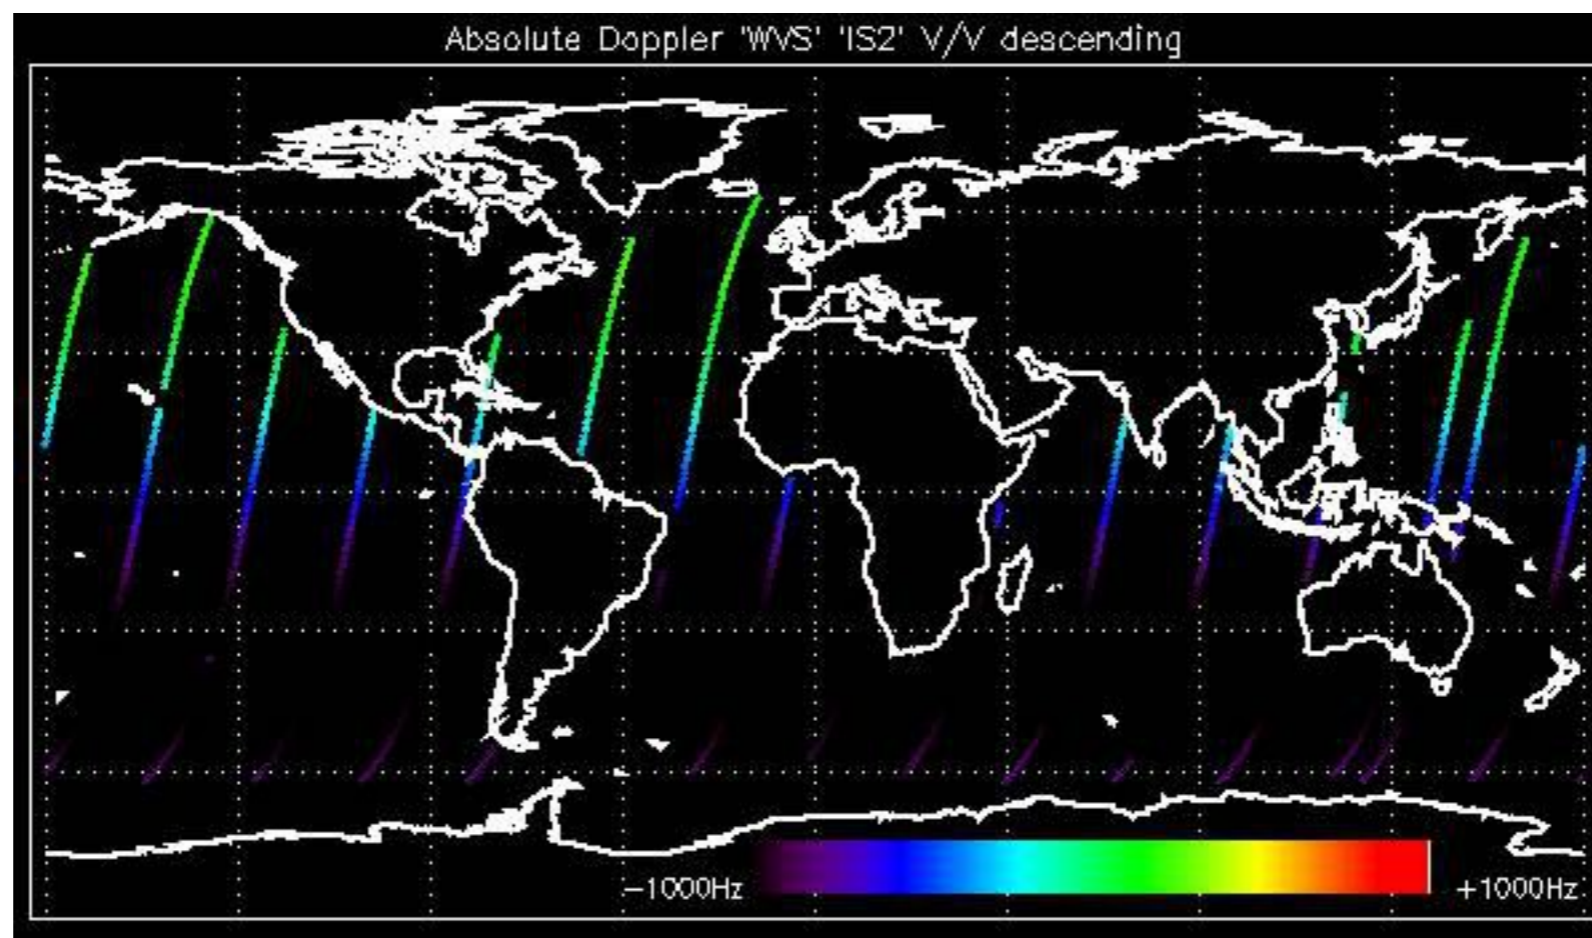 Absolute Doppler 'WVS' 'IS2' V/V descending
−1000Hz
+1000Hz